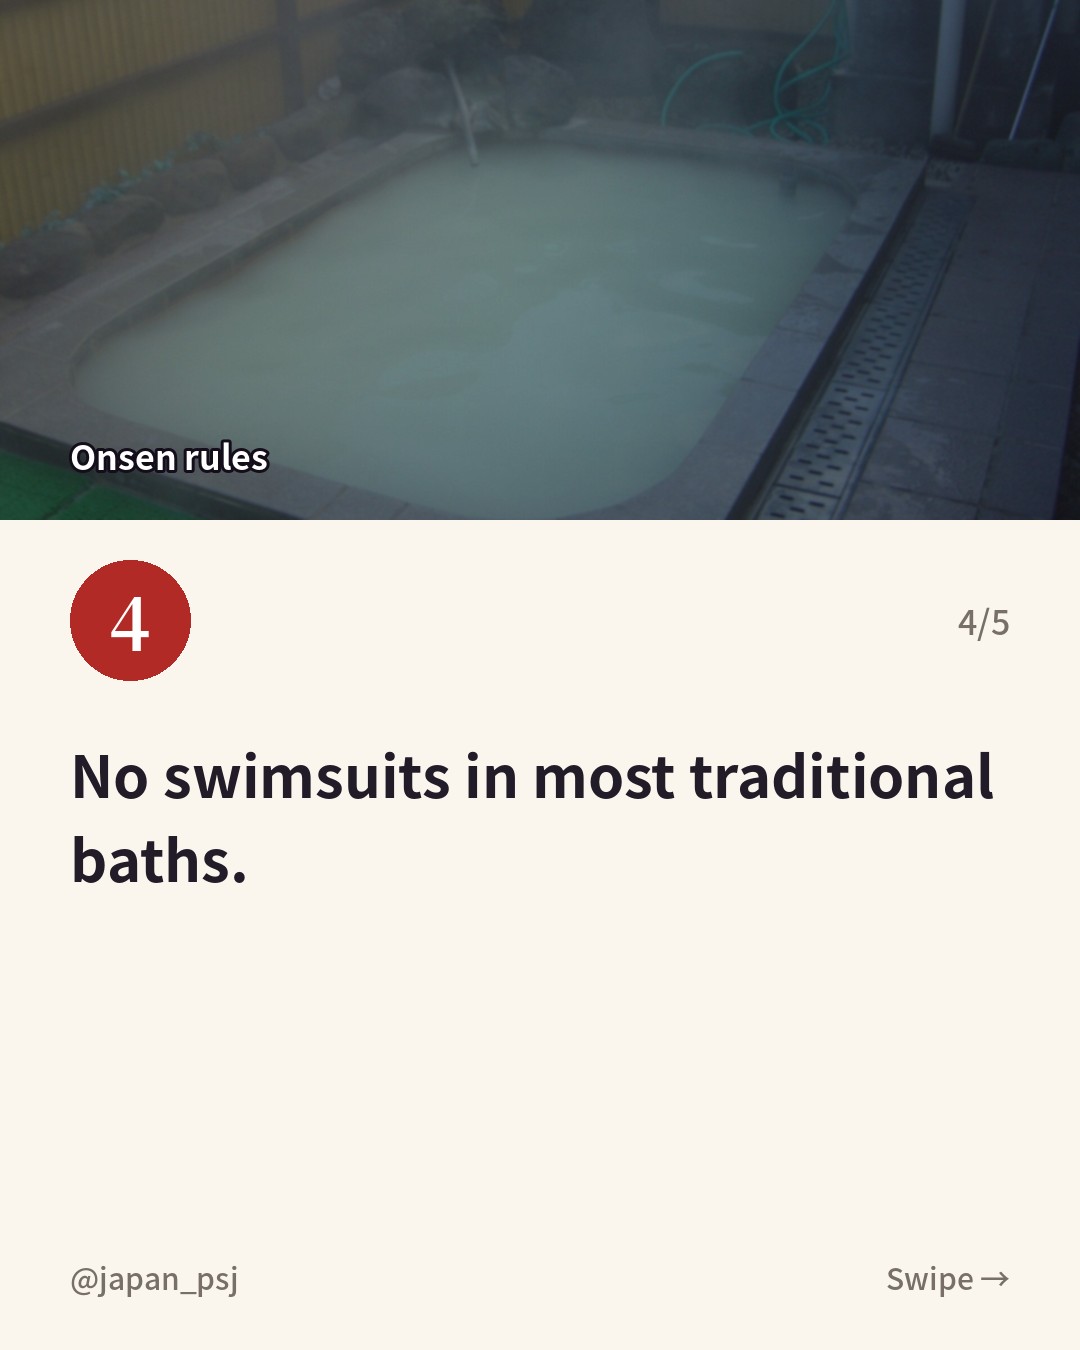 Onsen rules
4
4/5
No swimsuits in most traditional
baths.
@japan_psj
Swipe →